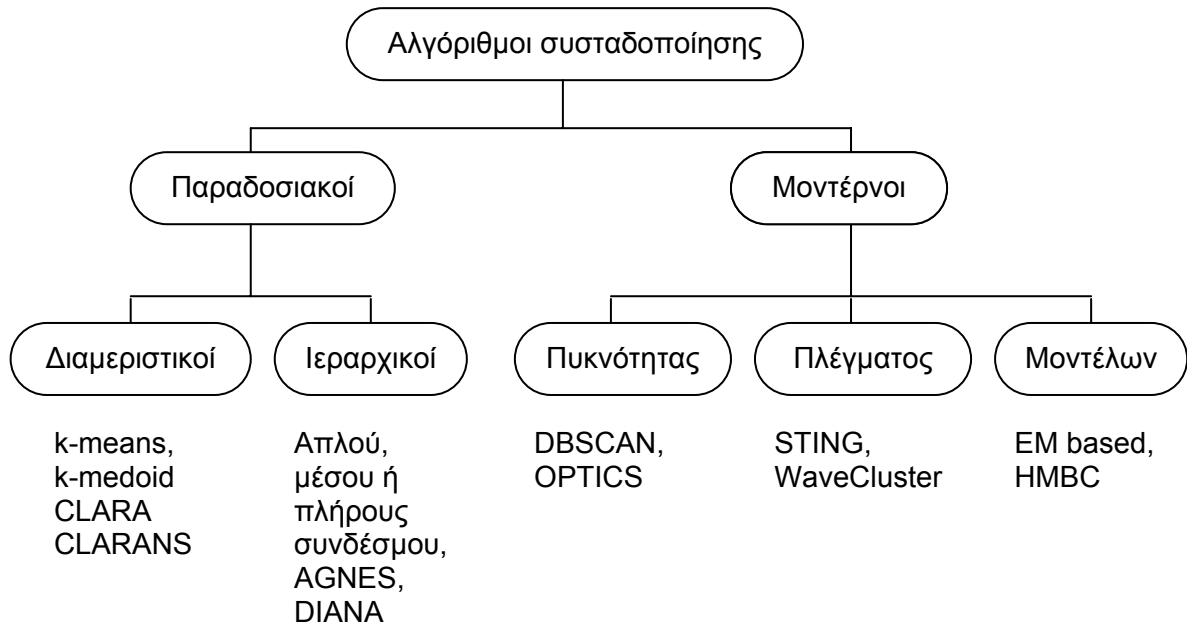 Αλγόριθμοι συσταδοποίησης
Παραδοσιακοί
Μοντέρνοι
Διαμεριστικοί
Ιεραρχικοί
Πυκνότητας
Πλέγματος
Μοντέλων
k-means,
k-medoid
CLARA
CLARANS
Απλού,
μέσου ή
πλήρους
συνδέσμου,
AGNES,
DIANA
DBSCAN,
OPTICS
STING,
WaveCluster
EM based,
HMBC